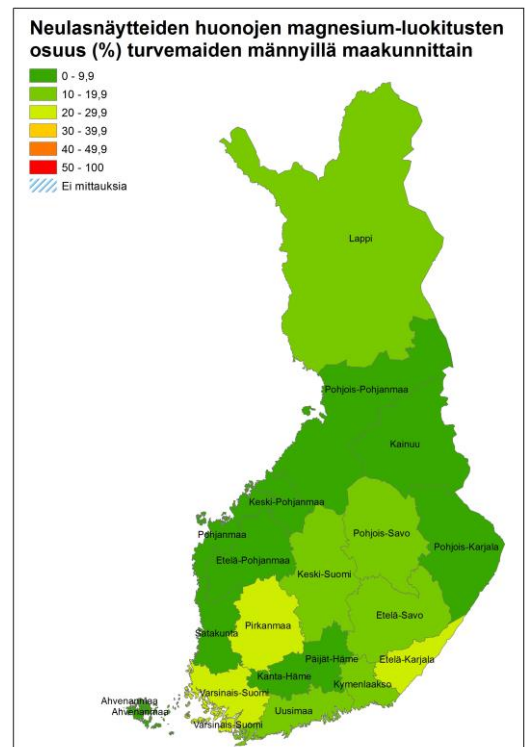 Neulasnäytteiden huonojen magnesium-luokitusten
osuus (%) turvemaiden männyillä maakunnittain
0 - 9,9
10 - 19,9
20 - 29,9
30 - 39,9
40 - 49,9
50 - 100
Ei mittauksia
Lappi
Pohjois-Pohjanmaa
Kainuu
Keski-Pohjanmaa
Pohjanmaa
Pohjois-Savo
Pohjois-Karjala
Etelä-Pohjanmaa
Keski-Suomi
Etelä-Savo
Pirkanmaa
Satakunta
Päijät-Häme
Etelä-Karjala
Kanta-Häme
Kymenlaakso
Varsinais-Suomi
Ahvenanmaa
Ahvenanmaa
Uusimaa
Varsinais-Suomi